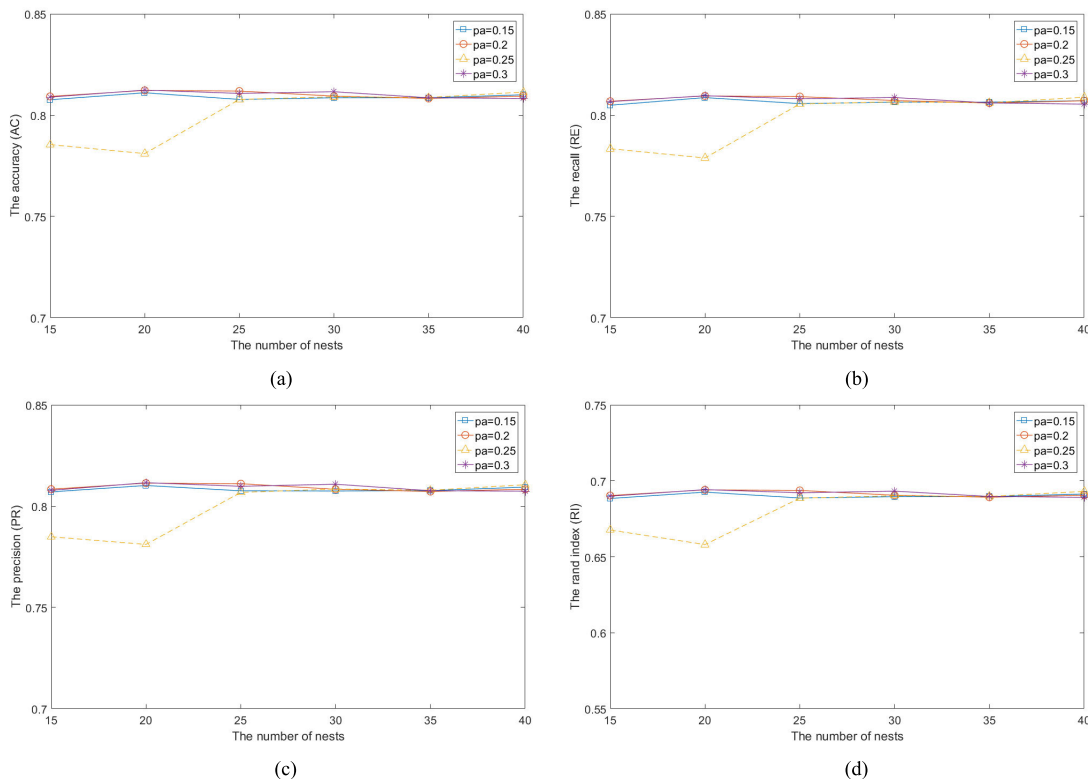 The accuracy (AC)
0.85
0.8
0.75
0.7
15 20 25 30 35 40
The number of nests
pa=0.15
pa=0.2
pa=0.25
pa=0.3
(a)
The recall (RE)
0.85
0.8
0.75
0.7
15 20 25 30 35 40
The number of nests
pa=0.15
pa=0.2
pa=0.25
pa=0.3
(b)
The precision (PR)
0.85
0.8
0.75
0.7
15 20 25 30 35 40
The number of nests
pa=0.15
pa=0.2
pa=0.25
pa=0.3
(c)
The rand index (RI)
0.75
0.7
0.65
0.6
0.55
15 20 25 30 35 40
The number of nests
pa=0.15
pa=0.2
pa=0.25
pa=0.3
(d)